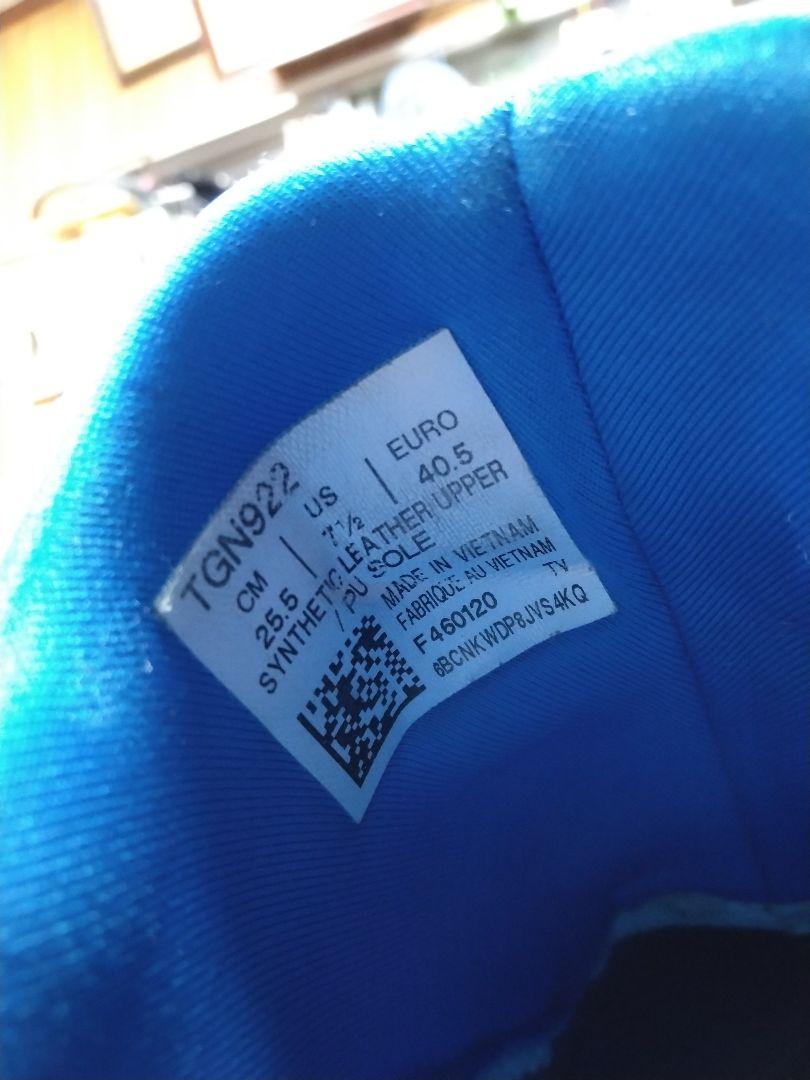 TGN922
CM | US | EURO
25.5 | 7½ | 40.5
SYNTHETIC LEATHER UPPER
/ PU SOLE
MADE IN VIETNAM
FABRIQUE AU VIETNAM
F460120 TV
6BCNKWDP8JVS4KQ